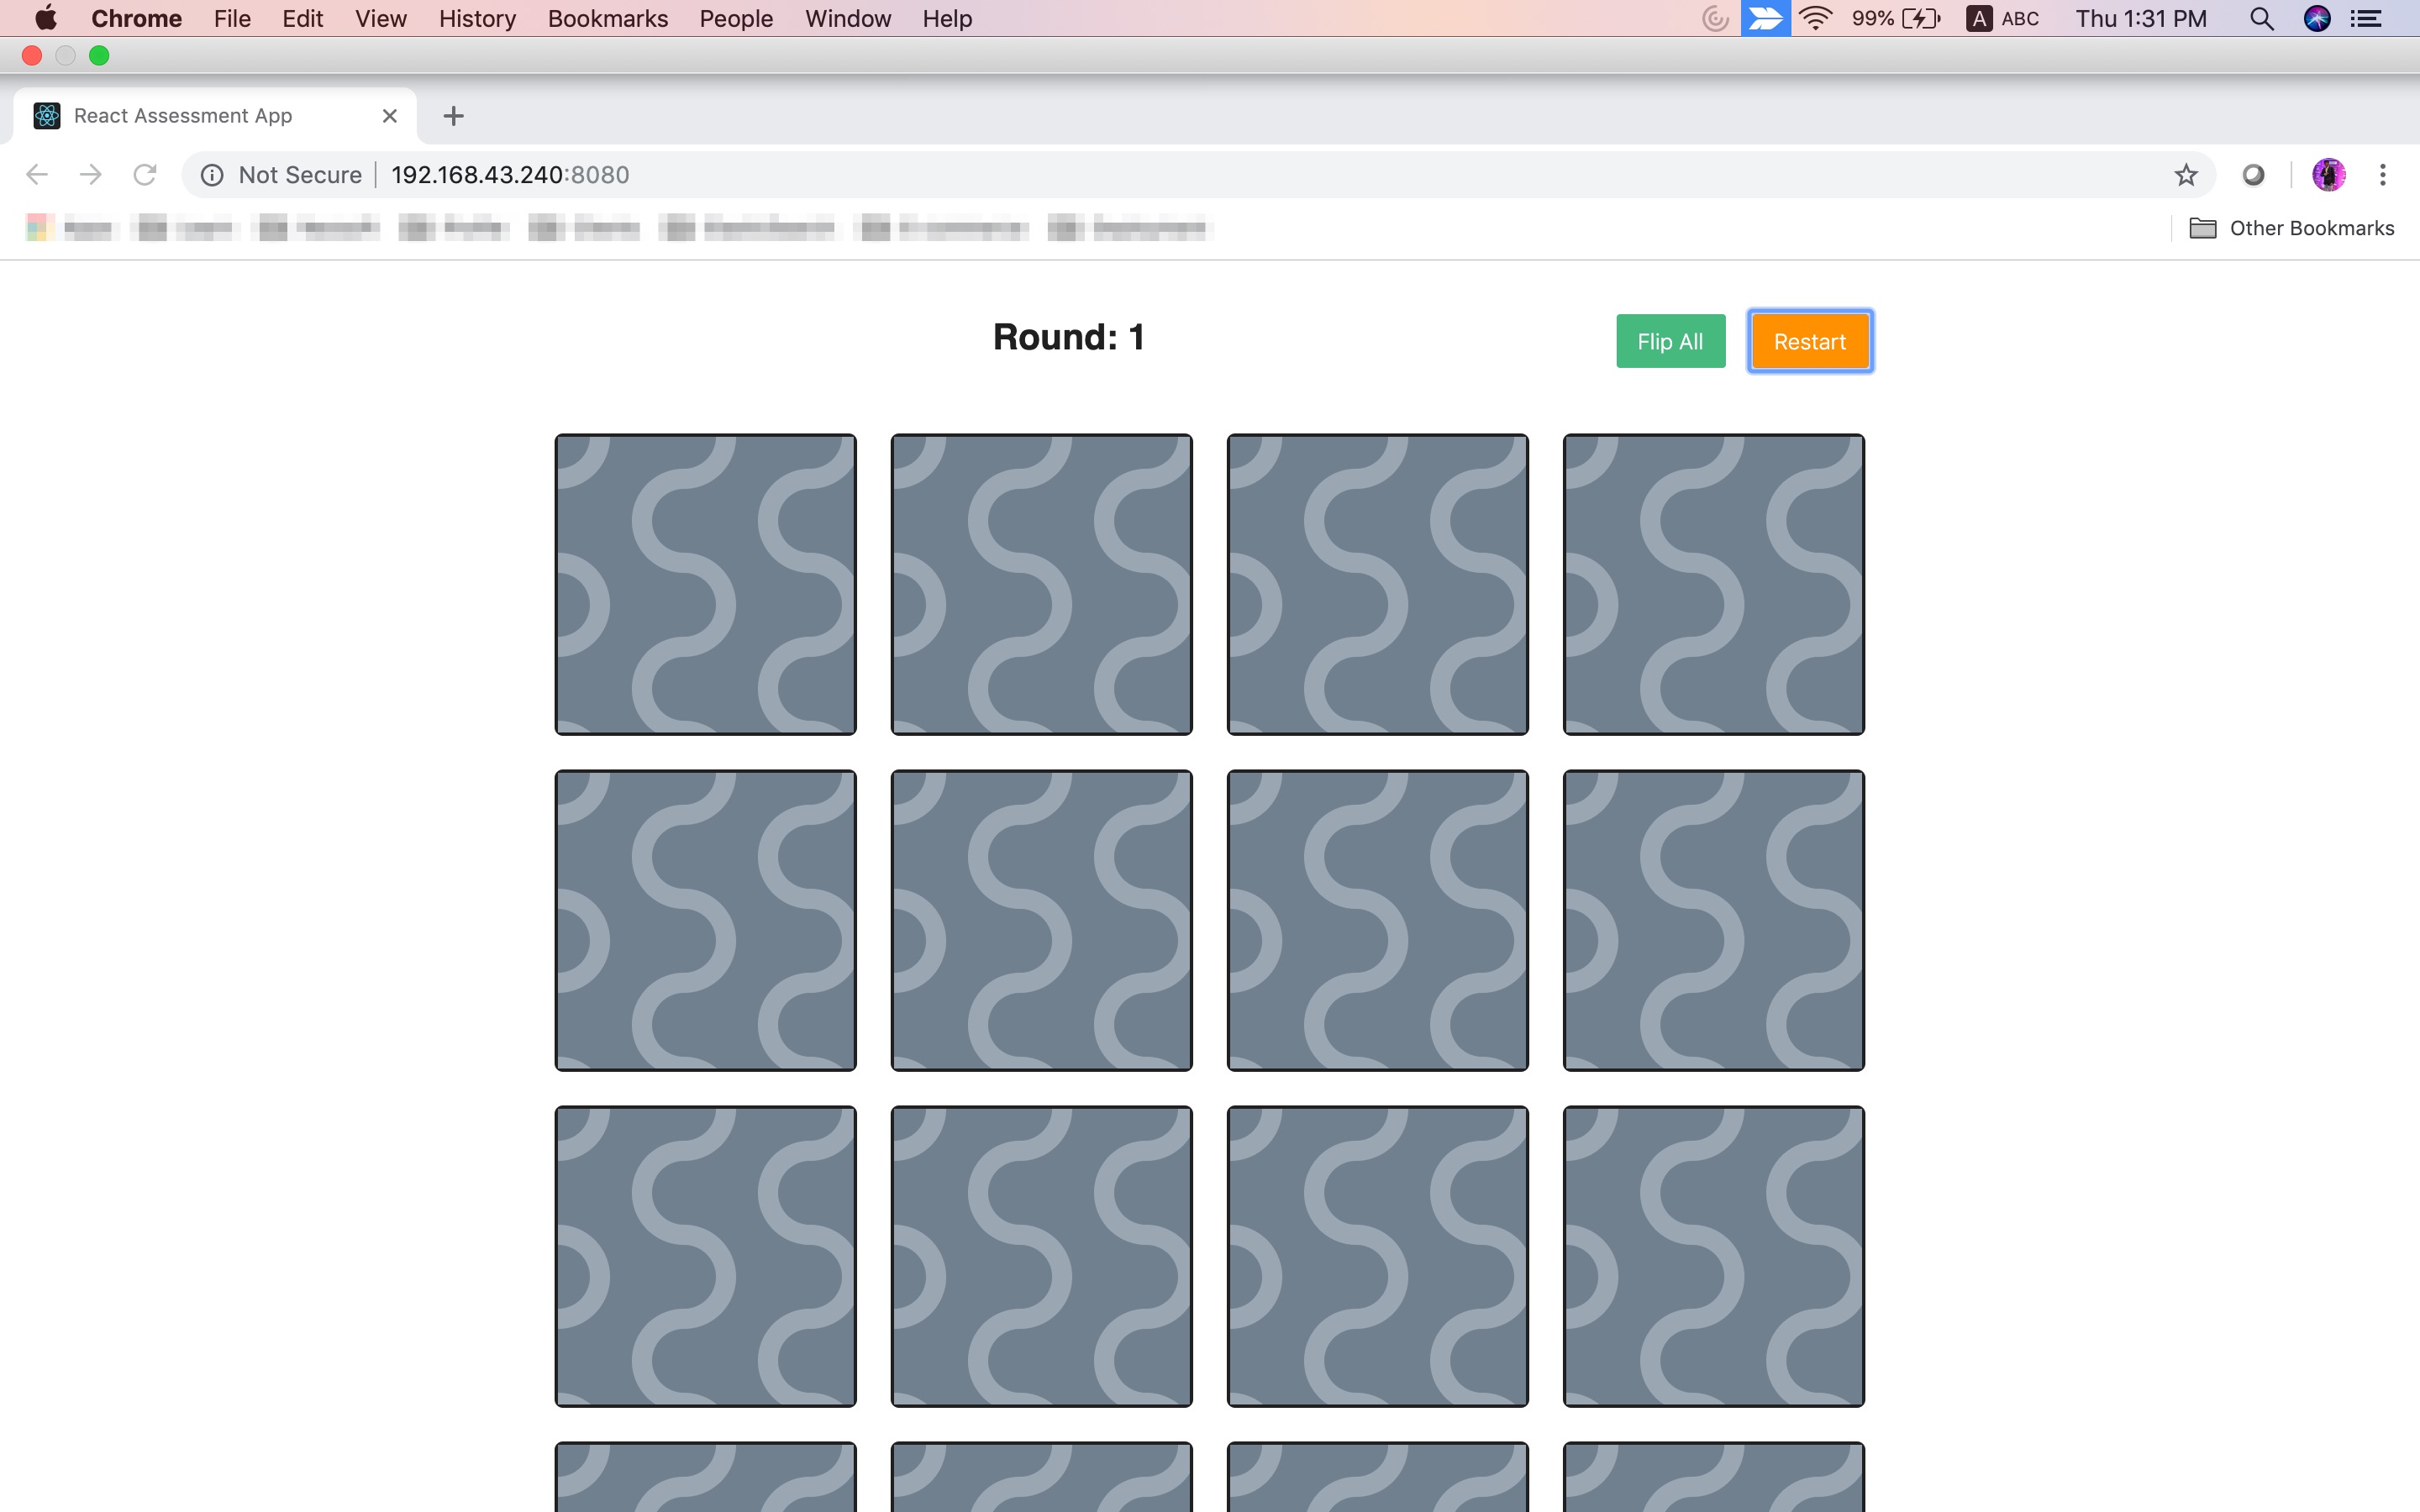 Chrome File Edit View History Bookmarks People Window Help 99% A ABC Thu 1:31 PM
React Assessment App
Not Secure 192.168.43.240:8080
Other Bookmarks
Round: 1 Flip All Restart